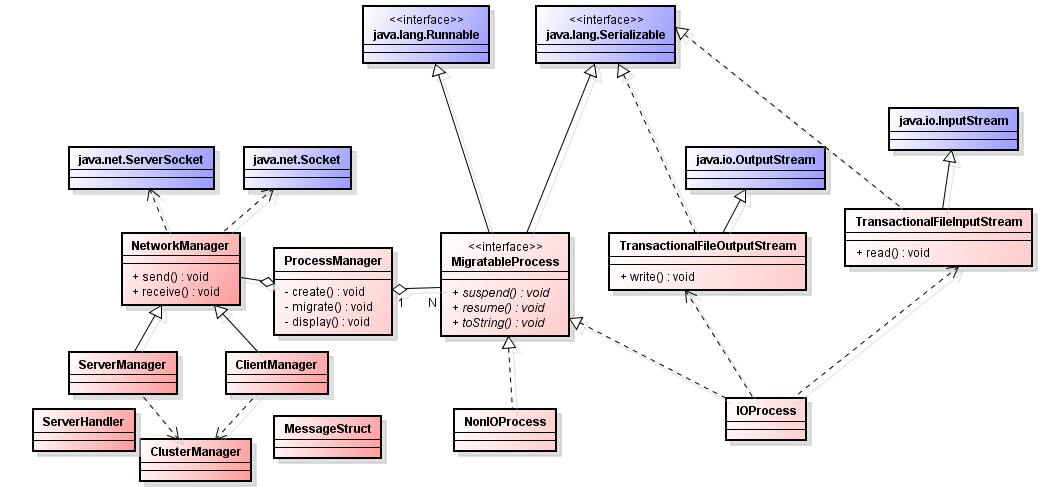 <<interface>>
java.lang.Runnable
<<interface>>
java.lang.Serializable
java.io.InputStream
java.net.ServerSocket
java.net.Socket
java.io.OutputStream
NetworkManager
+ send() : void
+ receive() : void
ProcessManager
- create() : void
- migrate() : void
- display() : void
1
N
<<interface>>
MigratableProcess
+ suspend() : void
+ resume() : void
+ toString() : void
TransactionalFileOutputStream
+ write() : void
TransactionalFileInputStream
+ read() : void
ServerManager
ClientManager
ServerHandler
ClusterManager
MessageStruct
NonIOProcess
IOProcess